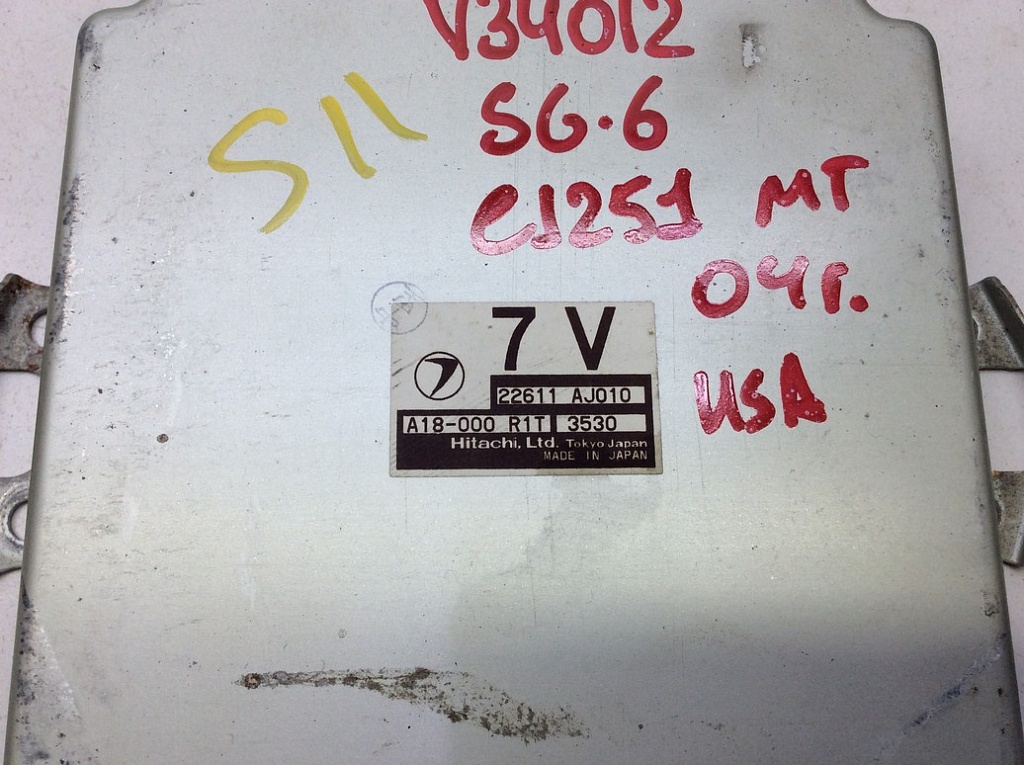 V34012
SG.6
S11
EJ251 MT
04г.
7 V
22611 AJ010
A18-000 R1T 3530
Hitachi, Ltd. Tokyo Japan
MADE IN JAPAN
USA